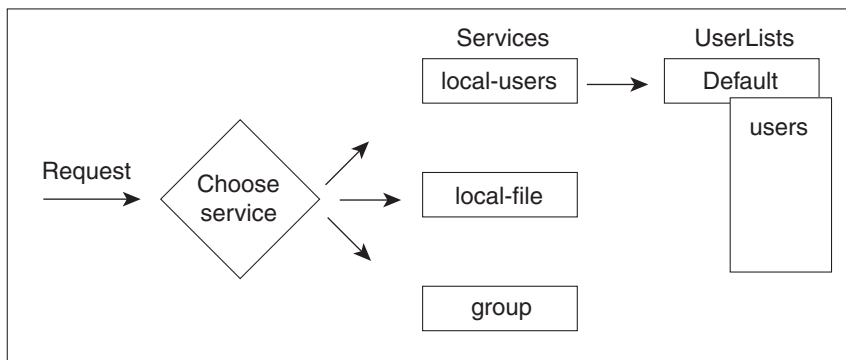 Services
UserLists
local-users
Default
users
Request
Choose
service
local-file
group